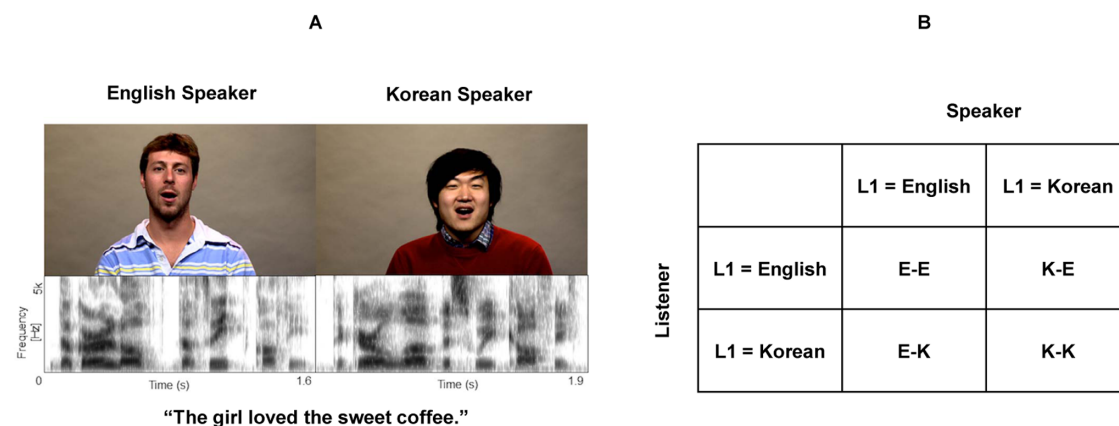 A
B
English Speaker
Korean Speaker
Speaker
L1 = English
L1 = Korean
Listener
L1 = English
E-E
K-E
L1 = Korean
E-K
K-K
Frequency
[Hz]
5k
0
Time (s)
1.6
Time (s)
1.9
“The girl loved the sweet coffee.”